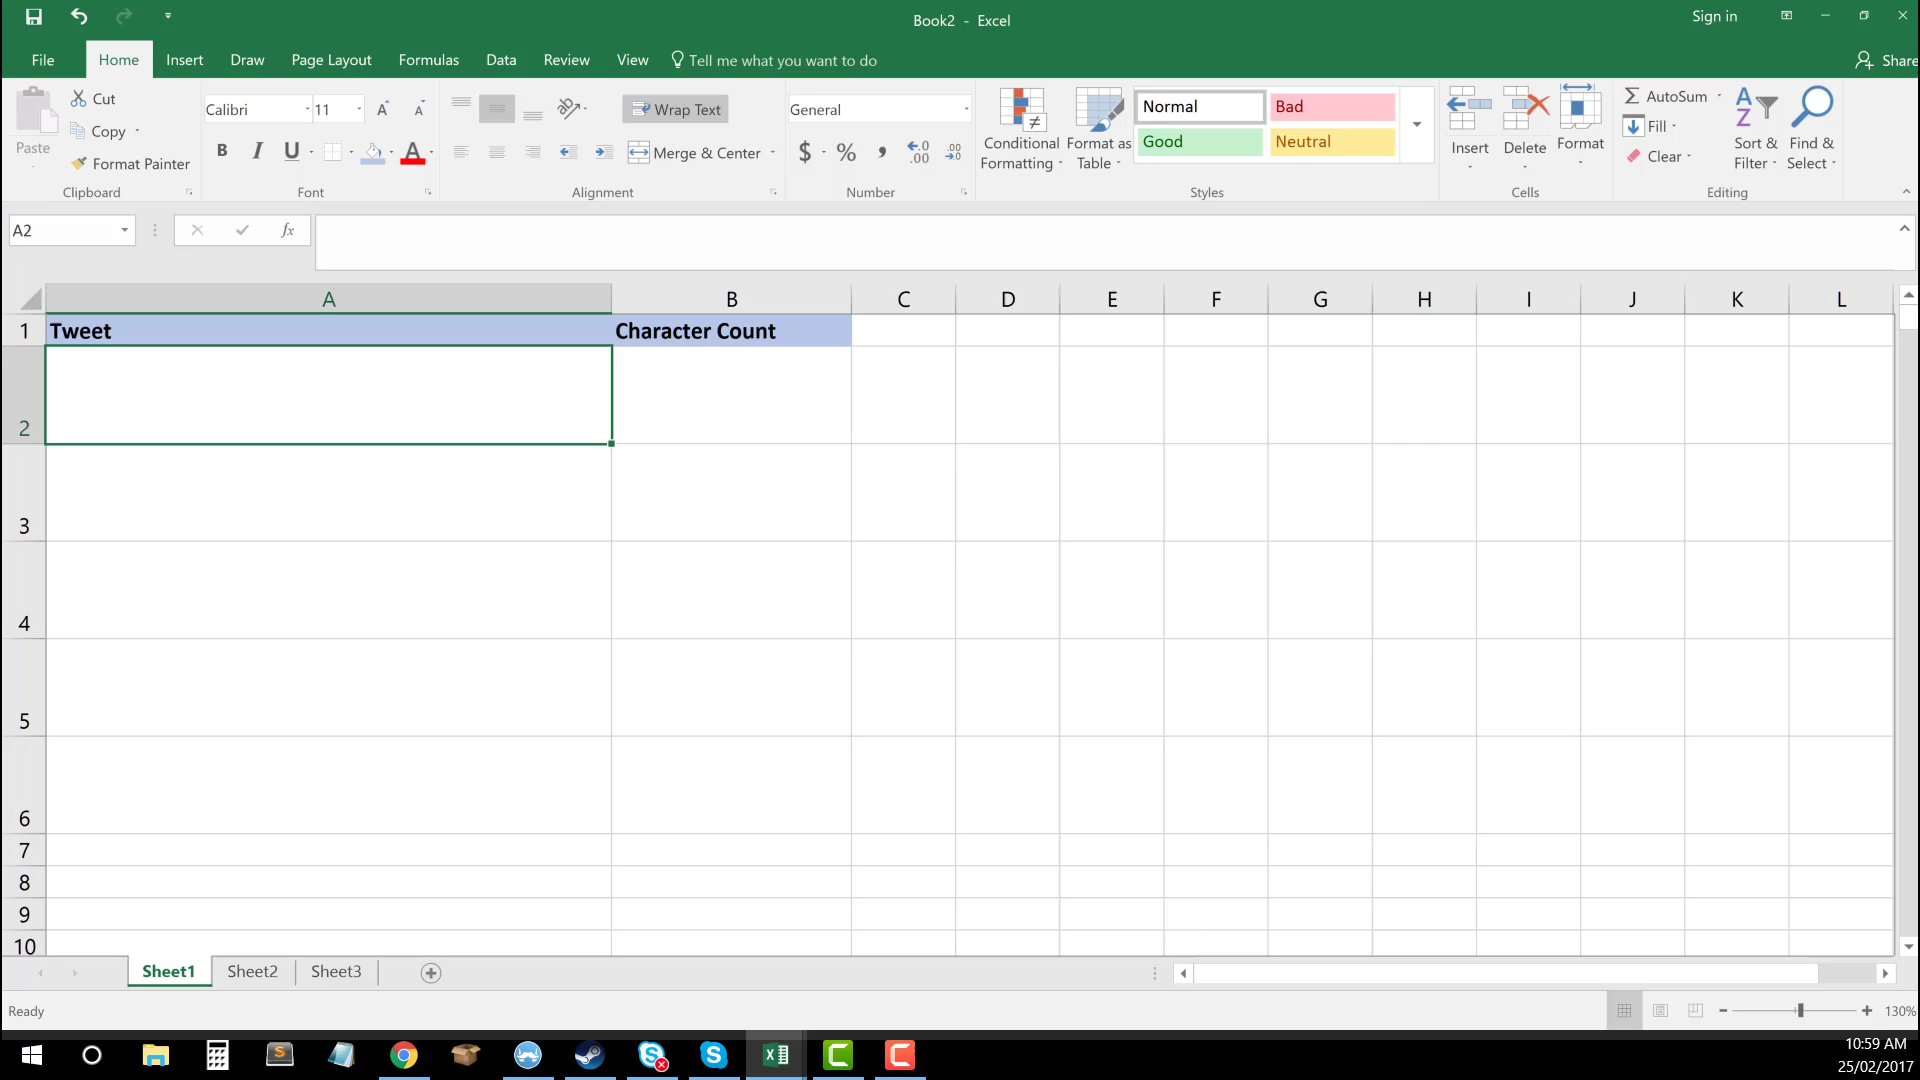 Book2 - Excel
Sign in
File Home Insert Draw Page Layout Formulas Data Review View Tell me what you want to do Share
Paste
Cut
Copy
Format Painter
Clipboard
Calibri 11
B I U A
Font
Wrap Text
Merge & Center
Alignment
General
$ % , .00 .00
Number
Conditional Formatting
Format as Table
Normal Bad
Good Neutral
Styles
Insert Delete Format
Cells
AutoSum
Fill
Clear
Sort & Filter
Find & Select
Editing
A2 fx
A B C D E F G H I J K L
1 Tweet Character Count
2
3
4
5
6
7
8
9
10
Sheet1 Sheet2 Sheet3
Ready 130%
10:59 AM
25/02/2017